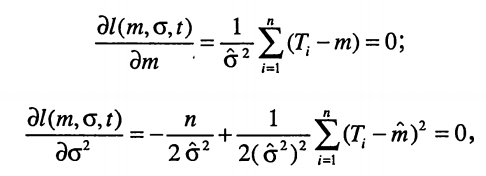 ∂l(m,σ,t)/∂m = 1/σ̂² ∑_{i=1}^{n} (T_i − m) = 0;
∂l(m,σ,t)/∂σ² = − n/(2σ̂²) + 1/(2(σ̂²)²) ∑_{i=1}^{n} (T_i − m̂)² = 0,